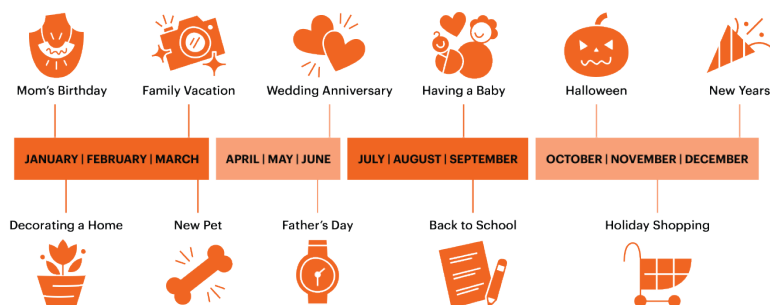 Mom's Birthday
Family Vacation
Wedding Anniversary
Having a Baby
Halloween
New Years
JANUARY | FEBRUARY | MARCH
APRIL | MAY | JUNE
JULY | AUGUST | SEPTEMBER
OCTOBER | NOVEMBER | DECEMBER
Decorating a Home
New Pet
Father's Day
Back to School
Holiday Shopping